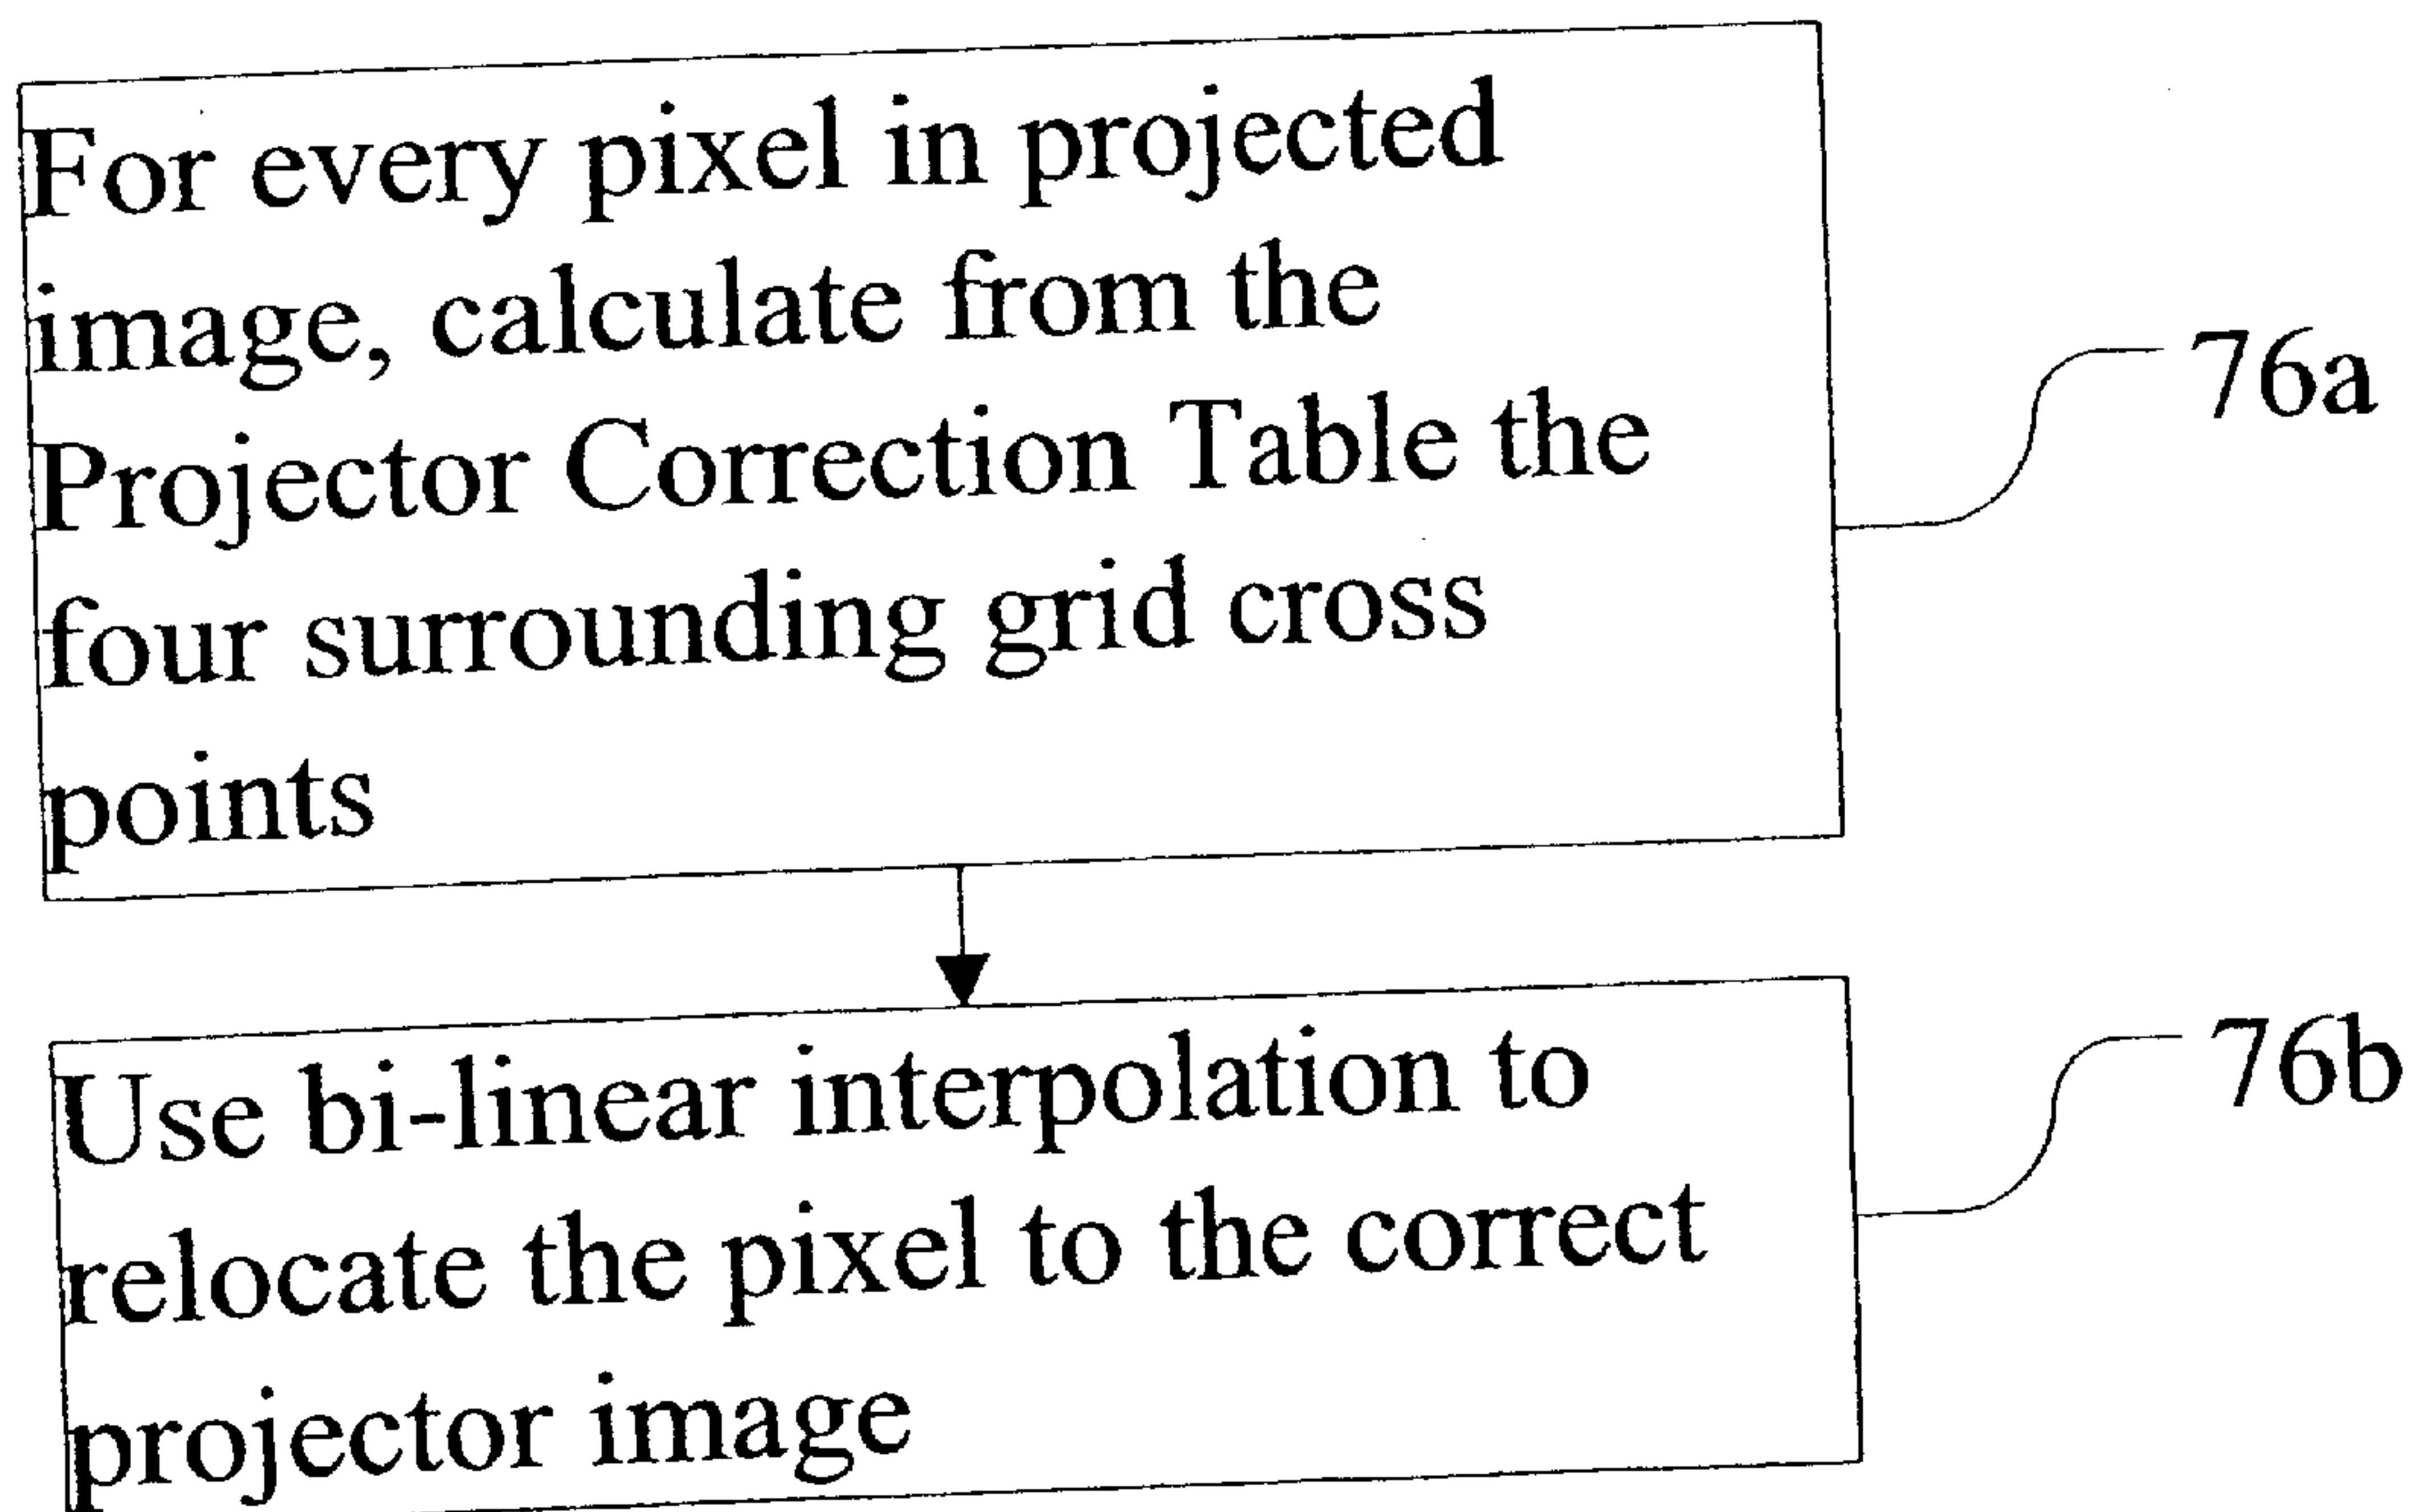 For every pixel in projected
image, calculate from the
Projector Correction Table the
four surrounding grid cross
points
76a
Use bi-linear interpolation to
relocate the pixel to the correct
projector image
76b